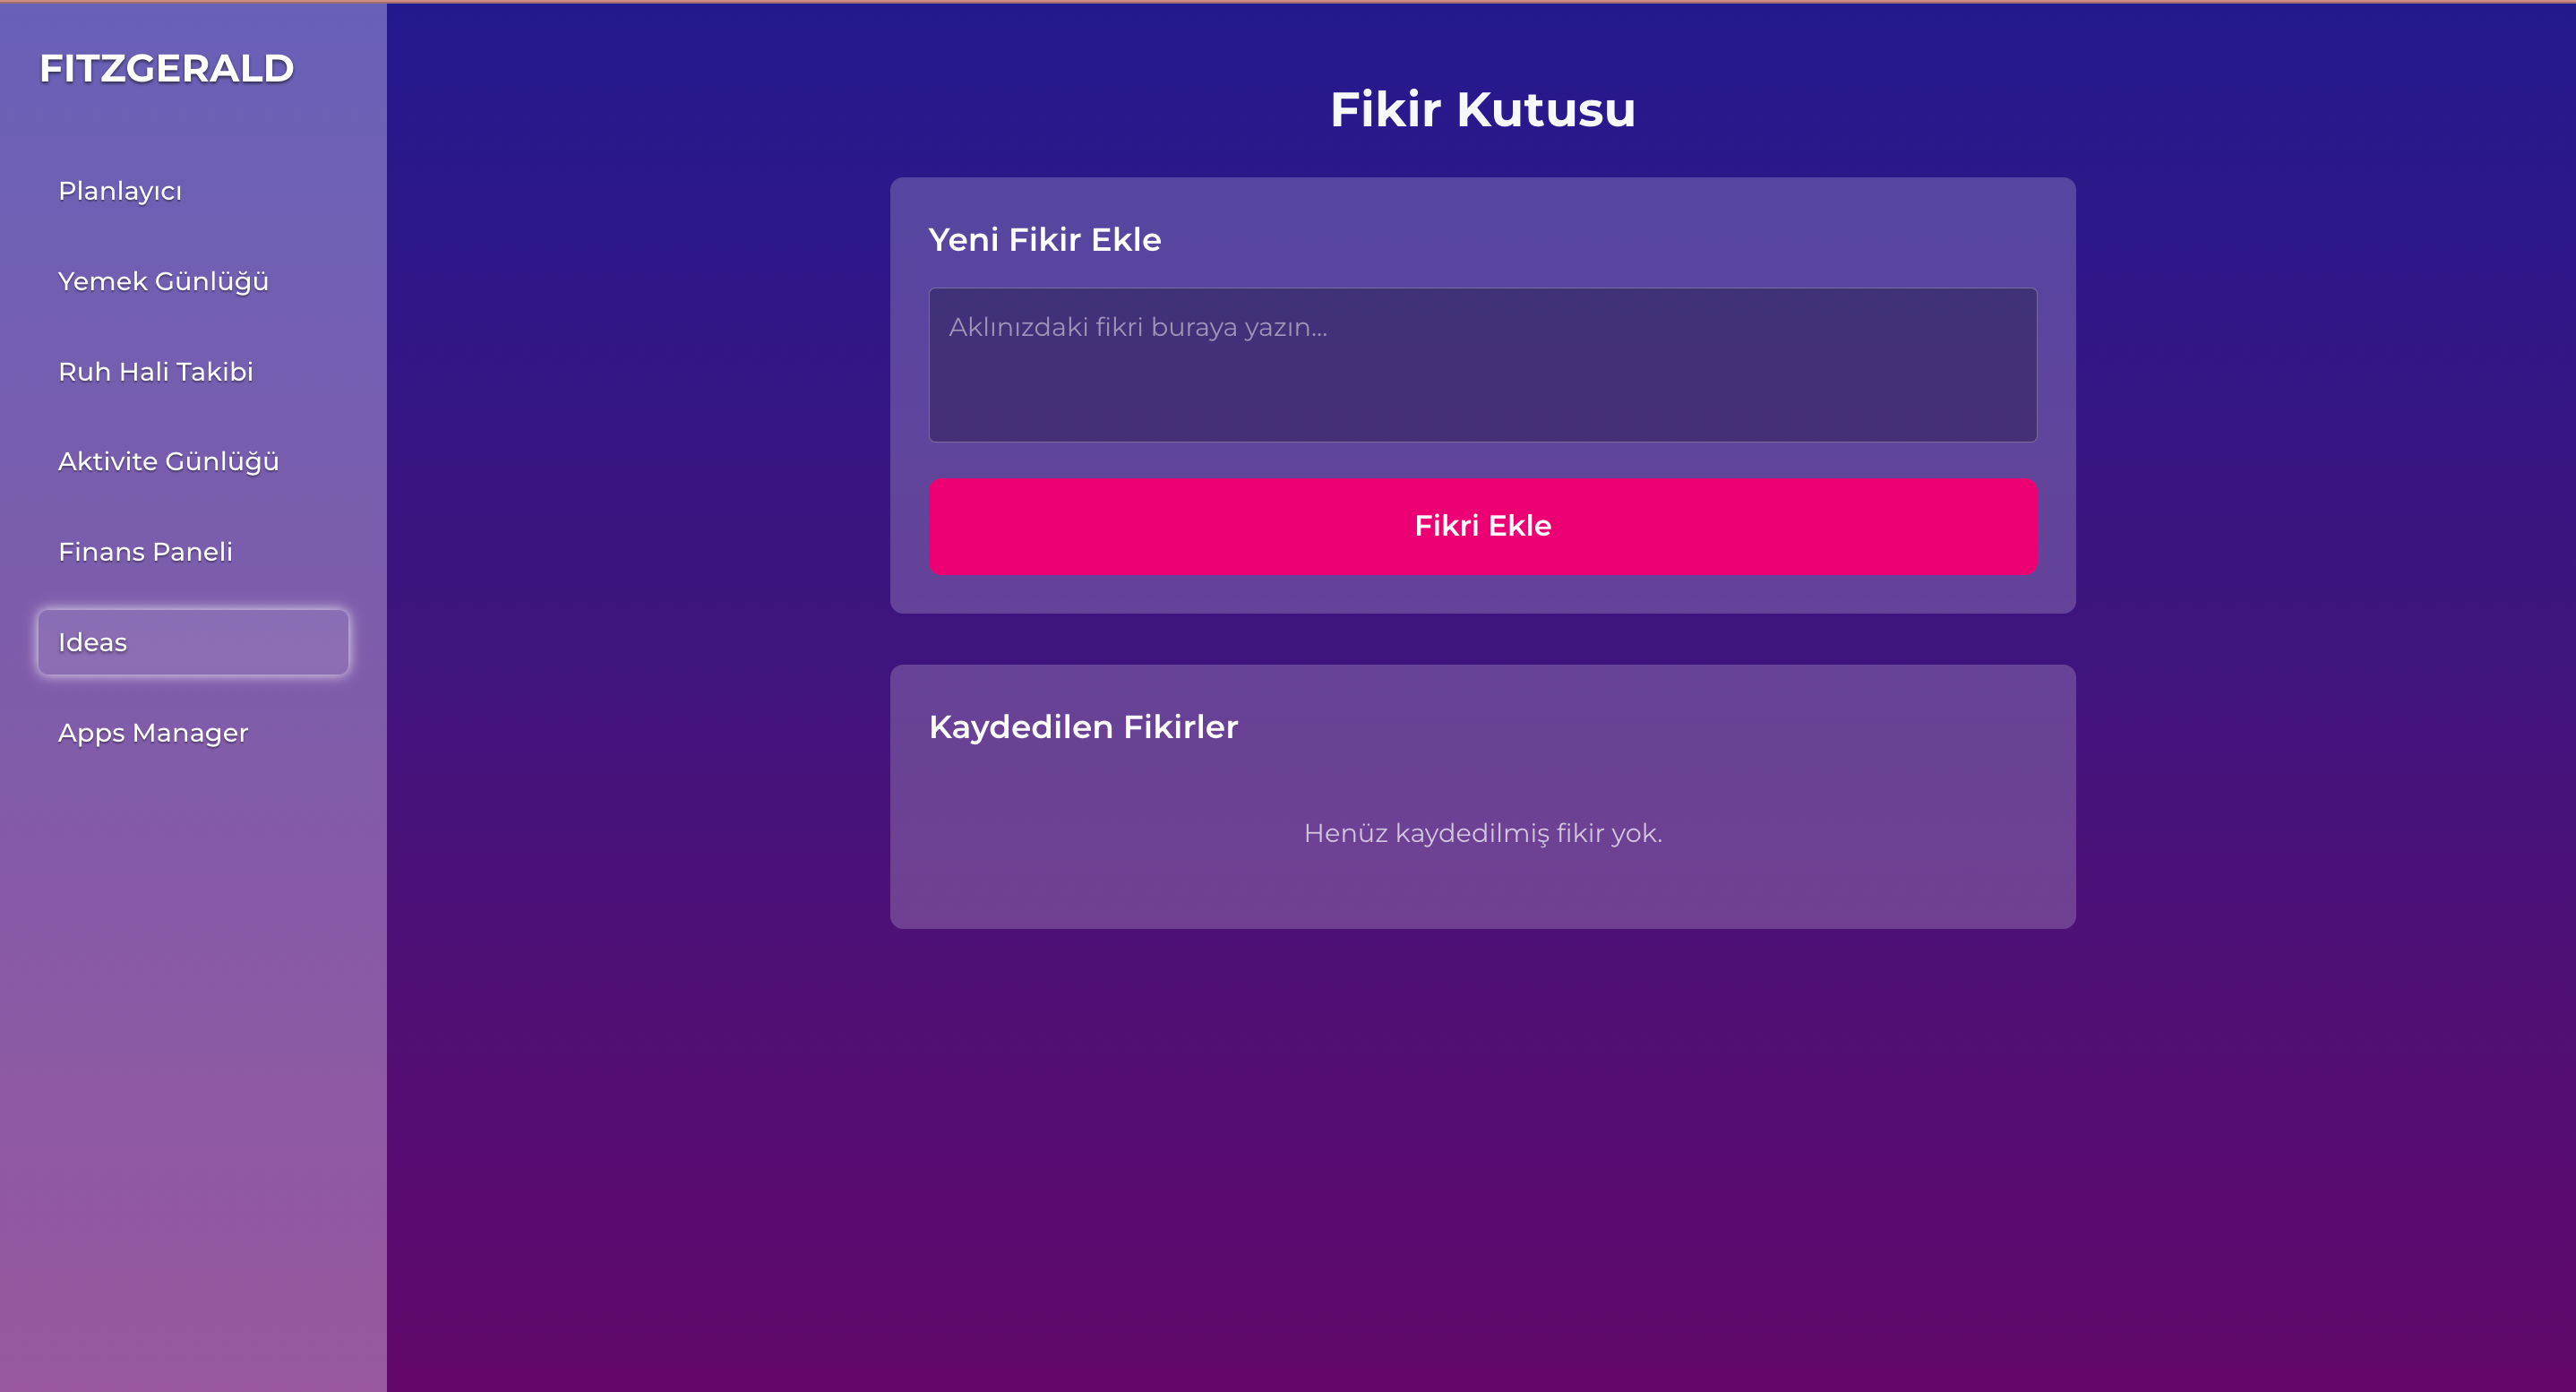 FITZGERALD
Planlayıcı
Yemek Günlüğü
Ruh Hali Takibi
Aktivite Günlüğü
Finans Paneli
Ideas
Apps Manager
Fikir Kutusu
Yeni Fikir Ekle
Aklınızdaki fikri buraya yazın...
Fikri Ekle
Kaydedilen Fikirler
Henüz kaydedilmiş fikir yok.